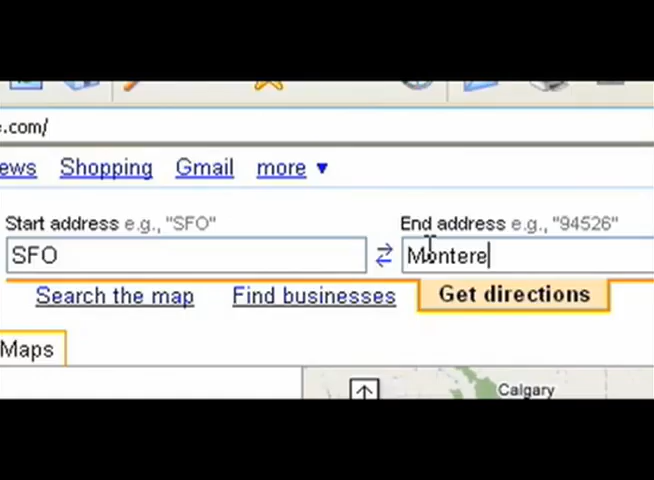 e.com/
ews Shopping Gmail more ▼
Start address e.g., "SFO" End address e.g., "94526"
SFO Montere
Search the map Find businesses Get directions
Maps
Calgary